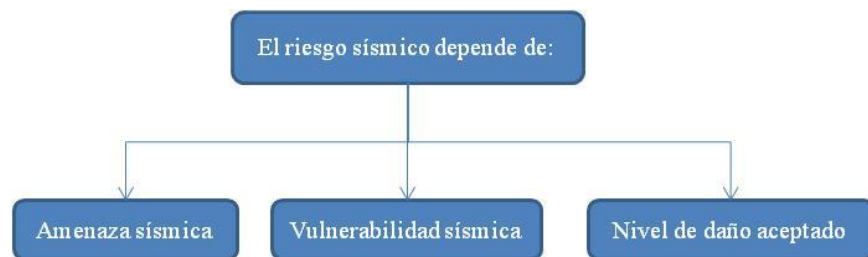 El riesgo sísmico depende de:
Amenaza sísmica
Vulnerabilidad sísmica
Nivel de daño aceptado